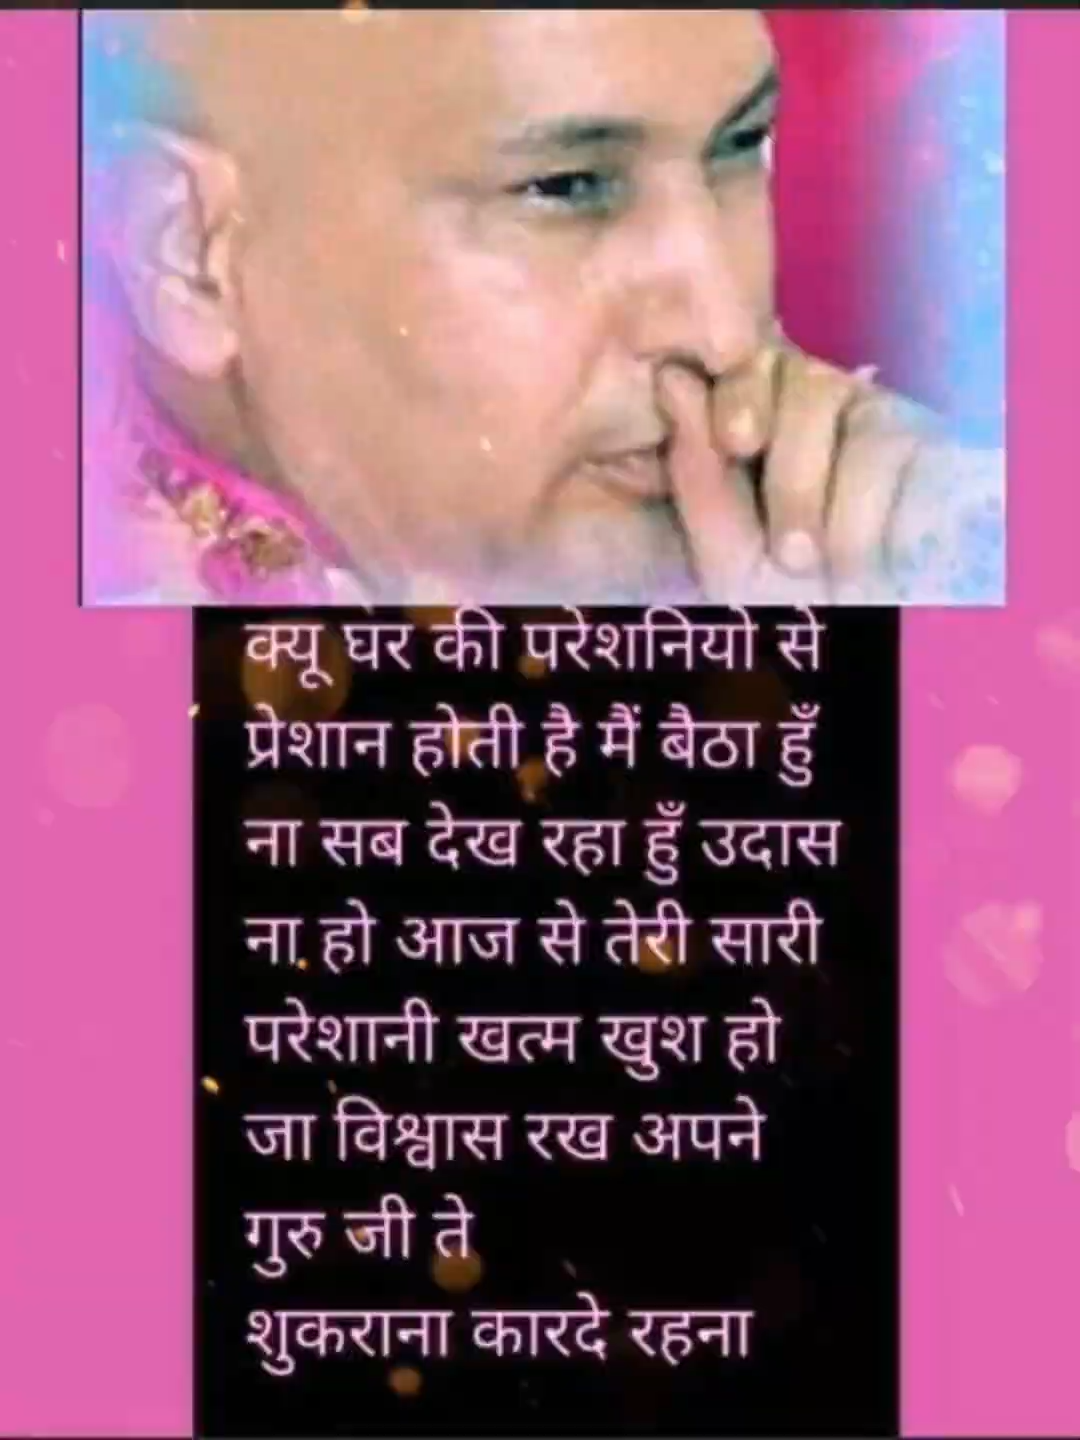 क्यू घर की परेशनियो से
प्रेशान होती है मैं बैठा हुँ
ना सब देख रहा हुँ उदास
ना हो आज से तेरी सारी
परेशानी खत्म खुश हो
जा विश्वास रख अपने
गुरु जी ते
शुकराना कारदे रहना